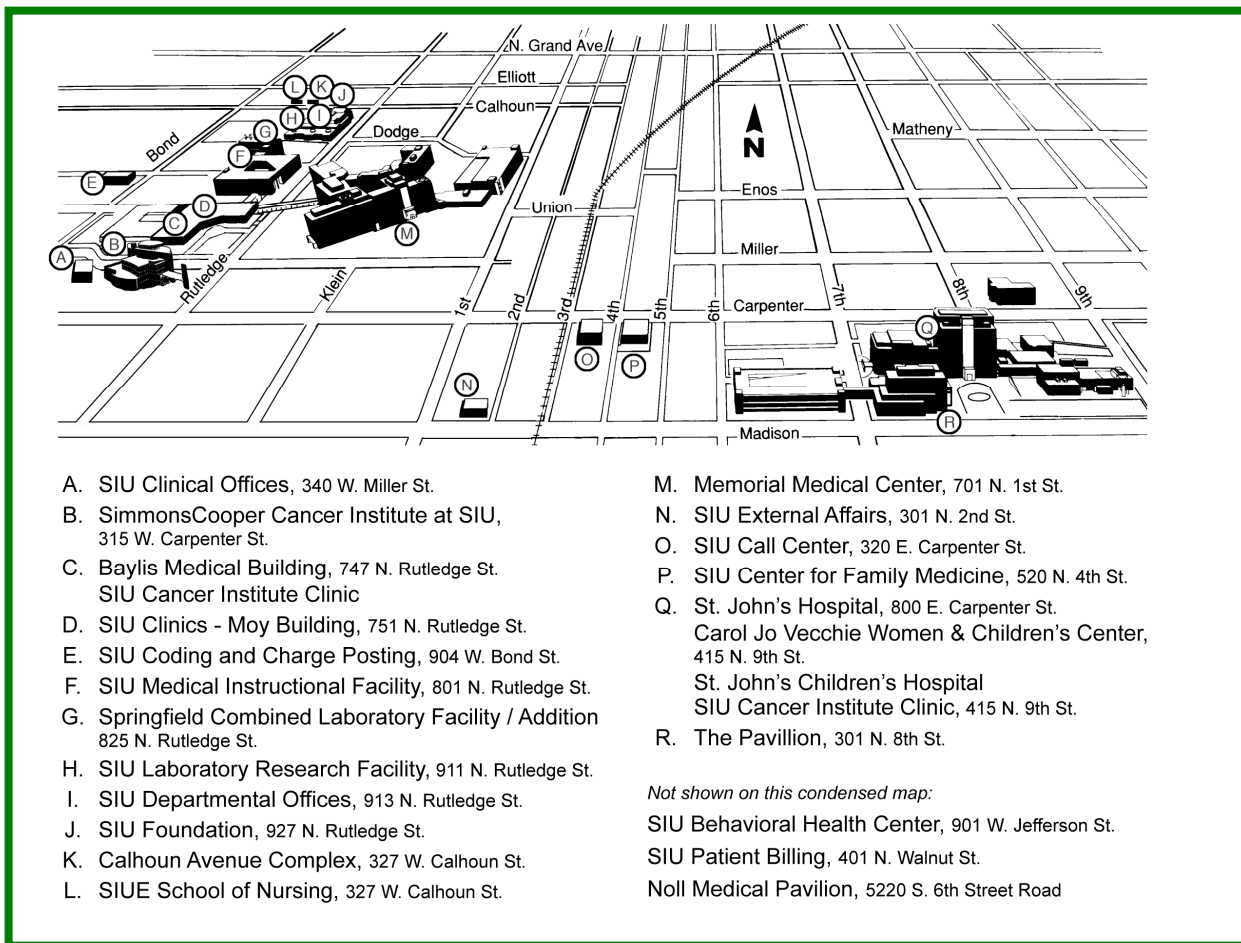 N. Grand Ave.
Elliott
L
K
J
Calhoun
H
I
G
Dodge
Matheny
Bond
F
N
E
Enos
D
Union
C
M
B
Miller
A
Rutledge
Klein
1st
2nd
3rd
4th
5th
6th
7th
8th
9th
Carpenter
Q
O
P
N
R
Madison
A. SIU Clinical Offices, 340 W. Miller St.
B. SimmonsCooper Cancer Institute at SIU,
315 W. Carpenter St.
C. Baylis Medical Building, 747 N. Rutledge St.
SIU Cancer Institute Clinic
D. SIU Clinics - Moy Building, 751 N. Rutledge St.
E. SIU Coding and Charge Posting, 904 W. Bond St.
F. SIU Medical Instructional Facility, 801 N. Rutledge St.
G. Springfield Combined Laboratory Facility / Addition
825 N. Rutledge St.
H. SIU Laboratory Research Facility, 911 N. Rutledge St.
I. SIU Departmental Offices, 913 N. Rutledge St.
J. SIU Foundation, 927 N. Rutledge St.
K. Calhoun Avenue Complex, 327 W. Calhoun St.
L. SIUE School of Nursing, 327 W. Calhoun St.
M. Memorial Medical Center, 701 N. 1st St.
N. SIU External Affairs, 301 N. 2nd St.
O. SIU Call Center, 320 E. Carpenter St.
P. SIU Center for Family Medicine, 520 N. 4th St.
Q. St. John's Hospital, 800 E. Carpenter St.
Carol Jo Vecchie Women & Children's Center,
415 N. 9th St.
St. John's Children's Hospital
SIU Cancer Institute Clinic, 415 N. 9th St.
R. The Pavillion, 301 N. 8th St.
Not shown on this condensed map:
SIU Behavioral Health Center, 901 W. Jefferson St.
SIU Patient Billing, 401 N. Walnut St.
Noll Medical Pavilion, 5220 S. 6th Street Road